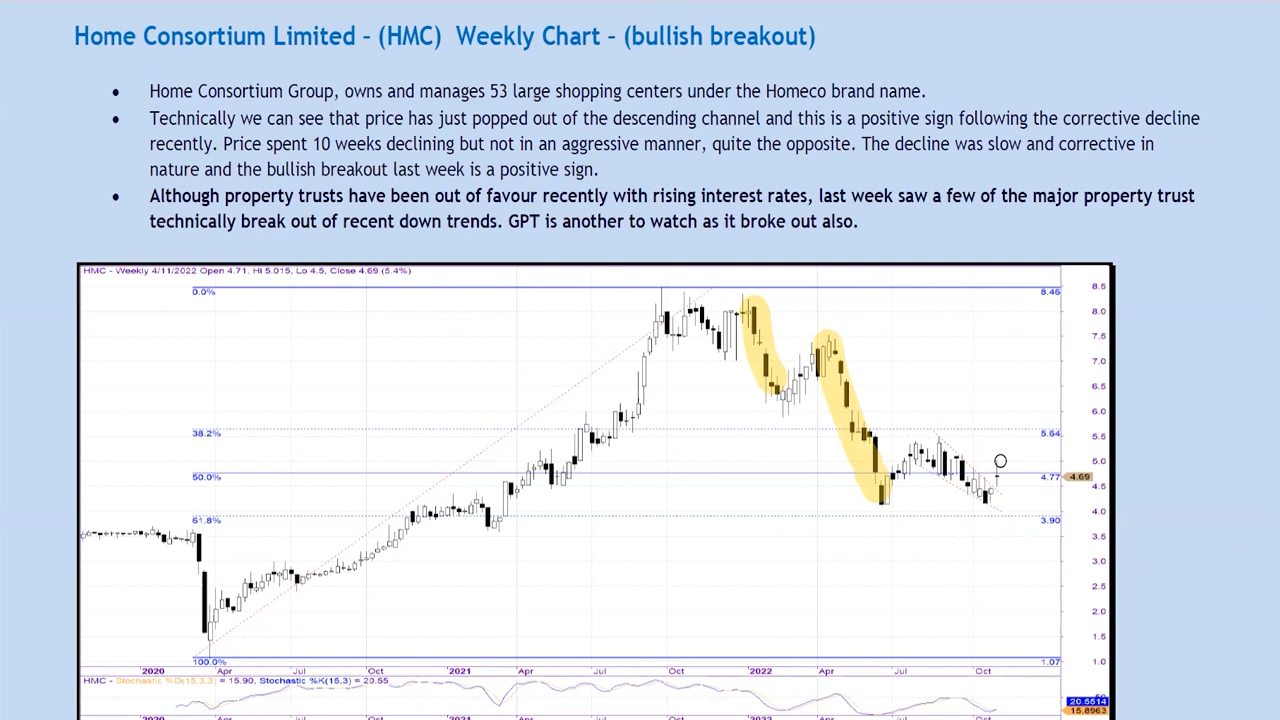 Home Consortium Limited – (HMC)  Weekly Chart – (bullish breakout)
• Home Consortium Group, owns and manages 53 large shopping centers under the Homeco brand name.
• Technically we can see that price has just popped out of the descending channel and this is a positive sign following the corrective decline
recently. Price spent 10 weeks declining but not in an aggressive manner, quite the opposite. The decline was slow and corrective in
nature and the bullish breakout last week is a positive sign.
• Although property trusts have been out of favour recently with rising interest rates, last week saw a few of the major property trust
technically break out of recent down trends. GPT is another to watch as it broke out also.
HMC - Weekly 4/11/2022 Open 4.71, Hi 5.015, Lo 4.5, Close 4.69 (5.4%)
0.0% 8.46 8.5
8.0
7.5
7.0
6.5
6.0
38.2% 5.64 5.5
5.0
50.0% 4.77 4.69
4.5
61.8% 3.90 4.0
3.5
3.0
2.5
2.0
1.5
100.0% 1.07 1.0
2020 Apr Jul Oct 2021 Apr Jul Oct 2022 Apr Jul Oct
HMC - Stochastic %D(15,3,3) = 15.90, Stochastic %K(15,3) = 20.55
20.5514
15.8963